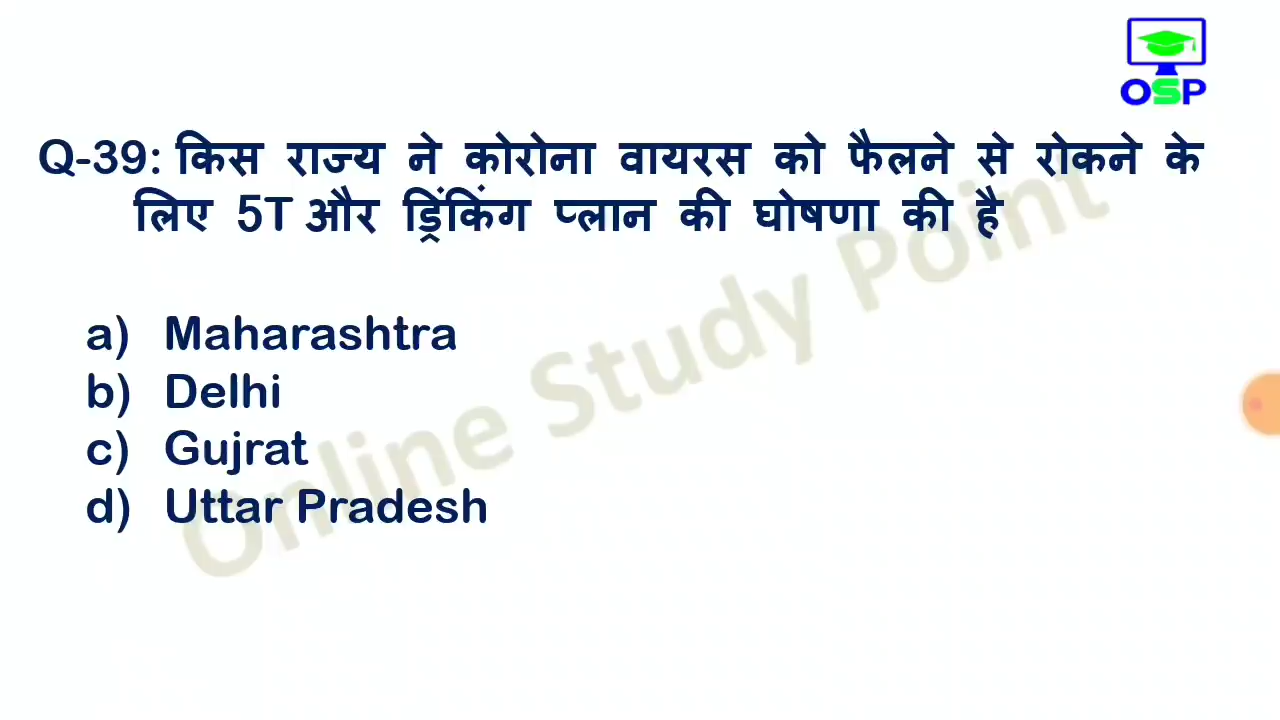 OSP
Q-39: किस राज्य ने कोरोना वायरस को फैलने से रोकने के
लिए 5T और ड्रिंकिंग प्लान की घोषणा की है
a) Maharashtra
b) Delhi
c) Gujrat
d) Uttar Pradesh
Online Study Point